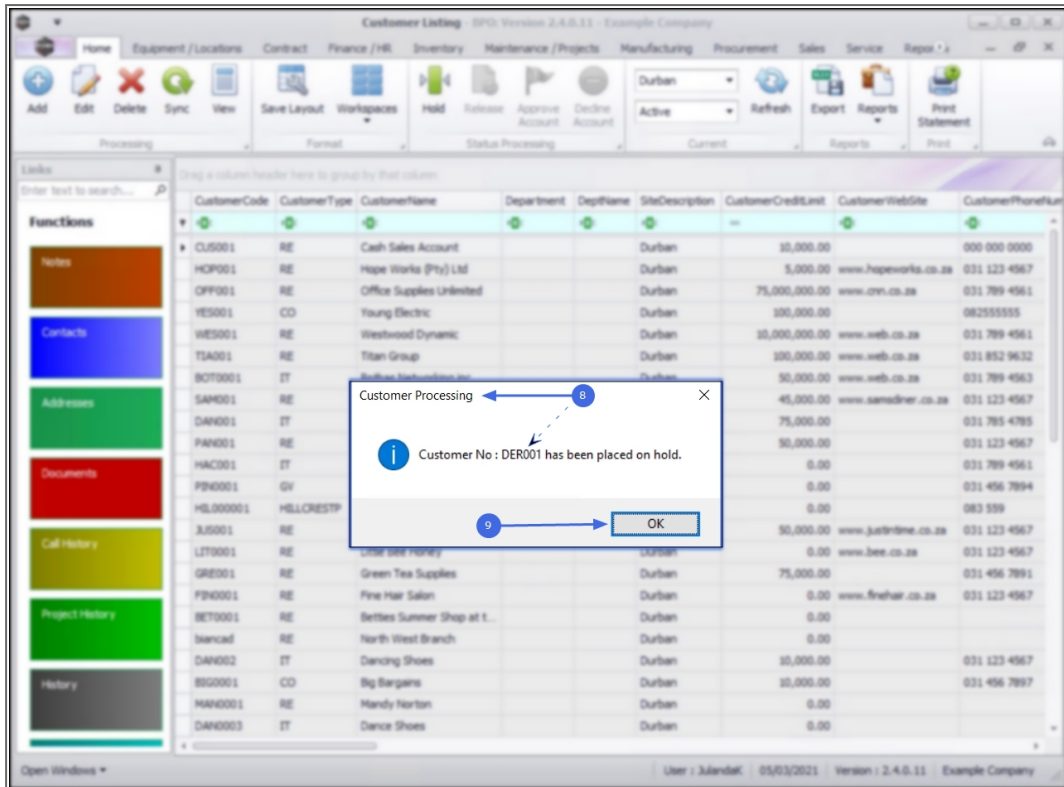 Customer Listing - BPO: Version 2.4.0.11 - Example Company
Home Equipment / Locations Contract Finance / HR Inventory Maintenance / Projects Manufacturing Procurement Sales Service
Add Edit Delete Sync View Save Layout Workspaces Hold Release Approve Account Decline Account Durban Active Refresh Export Reports Print Statement
Processing Format Status Processing Current Reports Print
Links
Enter text to search...
Drag a column header here to group by that column
Functions
Notes
Contacts
Addresses
Documents
Call History
Project History
History
CustomerCode CustomerType CustomerName Department DeptName SiteDescription CustomerCreditLimit CustomerWebSite
CUS001 RE Cash Sales Account Durban 10,000.00 000 000 0000
HOP001 RE Hope Works (Pty) Ltd Durban 5,000.00 www.hopeworks.co.za 031 123 4567
OFF001 RE Office Supplies Unlimited Durban 75,000,000.00 www.cnn.co.za 031 789 4561
YES001 CO Young Electric Durban 100,000.00 082555555
WES001 RE Westwood Dynamic Durban 10,000,000.00 www.web.co.za 031 789 4561
TIA001 RE Titan Group Durban 100,000.00 www.web.co.za 031 852 9632
BOT0001 IT Durban 50,000.00 www.web.co.za 031 789 4563
SAM001 RE 45,000.00 www.samsdiner.co.za 031 123 4567
DAN001 IT 75,000.00 031 785 4785
PAN001 RE 50,000.00 031 123 4567
HAC001 IT 0.00 031 789 4561
PIN0001 GV 0.00 031 456 7894
HIL000001 HILLCRESTP 0.00 083 559
JUS001 RE 50,000.00 www.justintime.co.za 031 123 4567
LIT0001 RE Little Bee Honey Durban 0.00 www.bee.co.za 031 123 4567
GRE001 RE Green Tea Supplies Durban 75,000.00 031 456 7891
FIN0001 RE Fine Hair Salon Durban 0.00 www.finehair.co.za 031 123 4567
BET0001 RE Betties Summer Shop at t... Durban 0.00
biancad RE North West Branch Durban 0.00
DAN002 IT Dancing Shoes Durban 10,000.00 031 123 4567
BIG0001 CO Big Bargains Durban 10,000.00 031 456 7897
MAN0001 RE Mandy Norton Durban 0.00
DAN0003 IT Dance Shoes Durban 0.00
Customer Processing 8
Customer No : DER001 has been placed on hold.
9 OK
Open Windows User : JulandaK 05/03/2021 Version : 2.4.0.11 Example Company